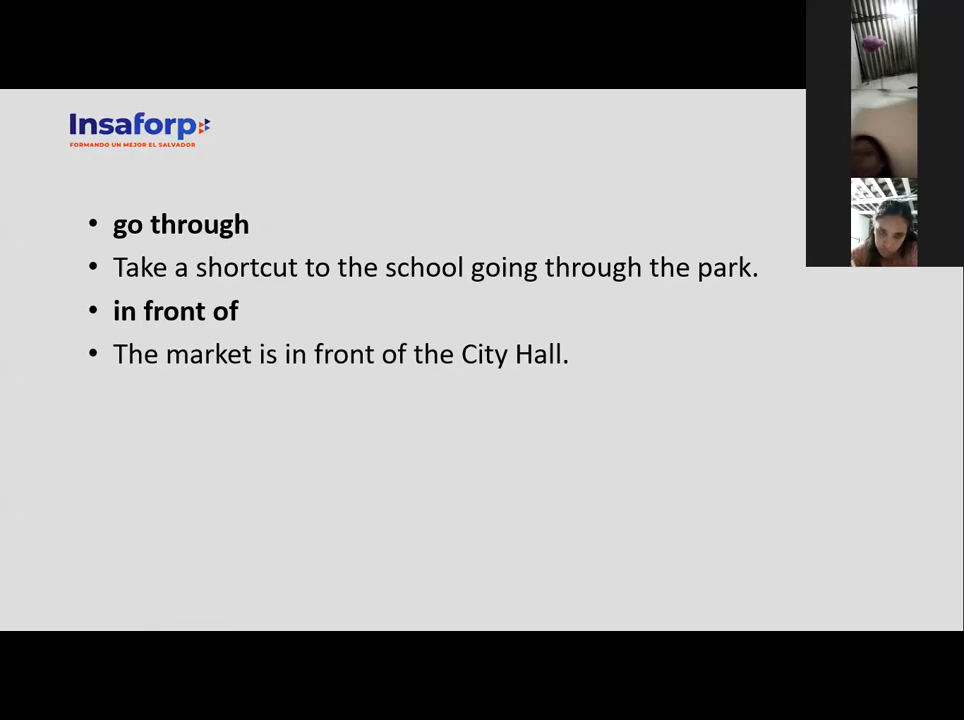 Insaforp
FORMANDO UN MEJOR EL SALVADOR
• go through
• Take a shortcut to the school going through the park.
• in front of
• The market is in front of the City Hall.